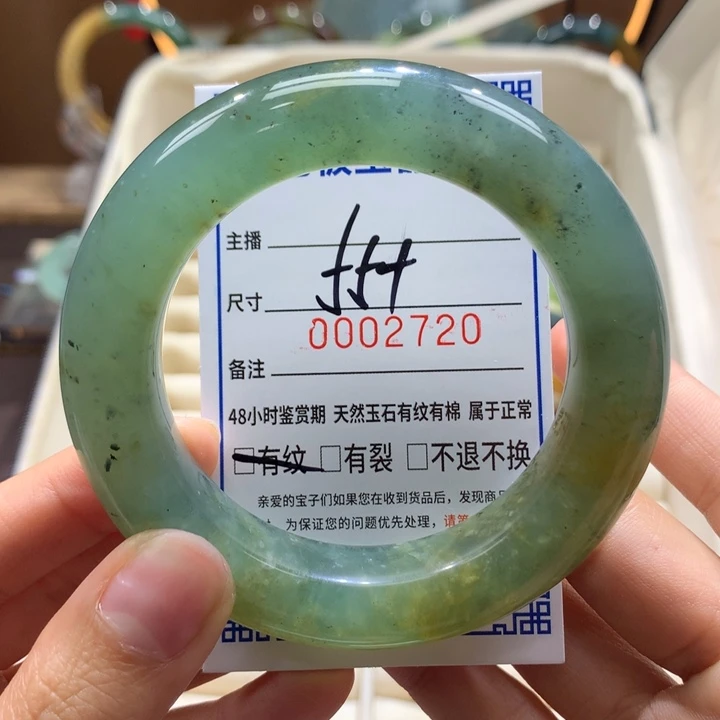 主播
554
尺寸
0002720
备注
48小时鉴赏期 天然玉石有纹有棉 属于正常
□有纹 □有裂 □不退不换
亲爱的宝子们如果您在收到货品后，发现商
为保证您的问题优先处理，请